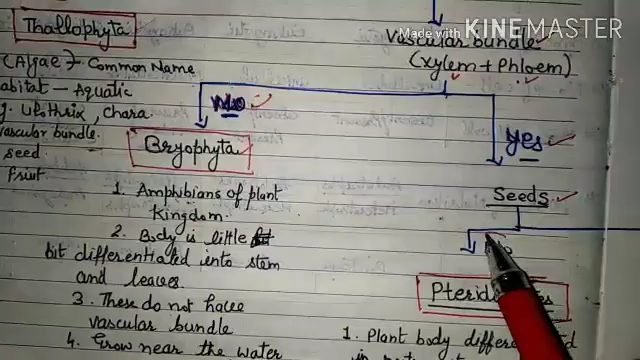 Made with KINEMASTER
Thallophyta
(Algae) → Common Name
abitat - Aquatic
g: Ulothrix, chara.
vascular bundle.
seed
fruit
Vascular bundle
(xylem + Phloem)
No
yes
Bryophyta
1. Amphibians of plant
Kingdom.
2. Body is little
bit differentiated into stem
and leaves.
3. These do not have
vascular bundle
4. Grow near the water
Seeds
1. Plant body differe